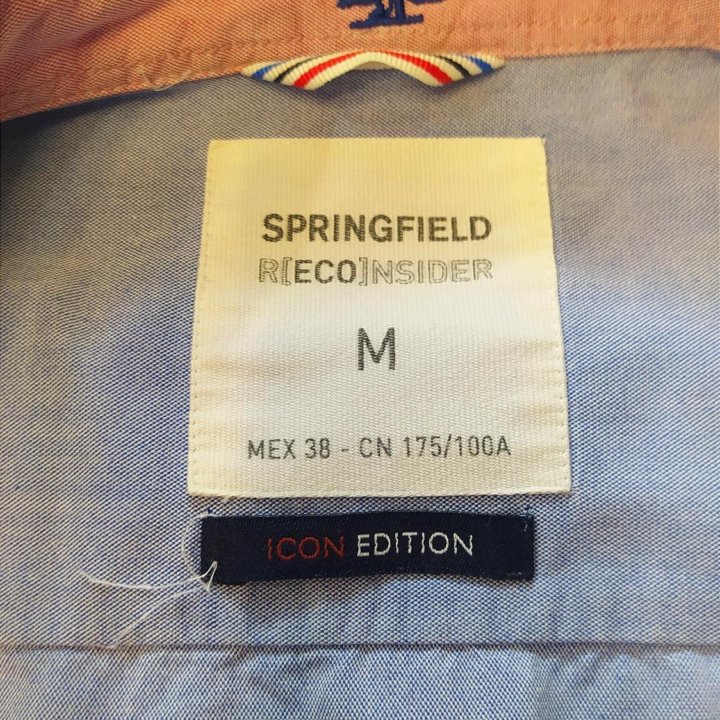 SPRINGFIELD
R[ECO]NSIDER
M
MEX 38 - CN 175/100A
ICON EDITION